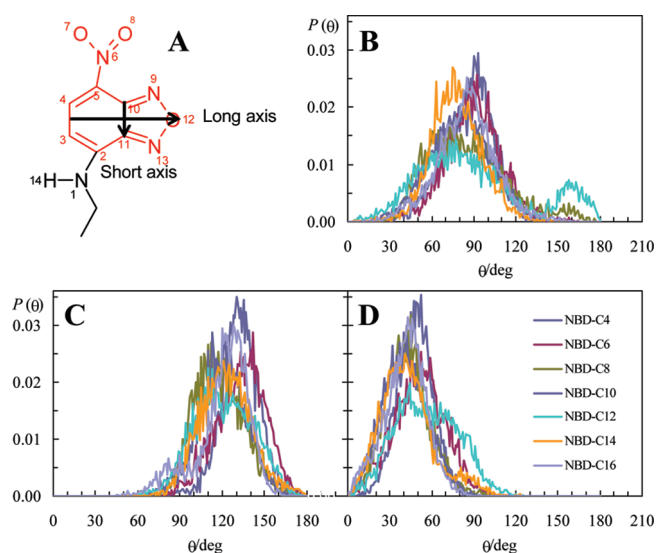 A
7
O
O
8
N
6
5
4
3
2
10
11
N
9
O
12
N
13
Long axis
Short axis
14
H
N
1
B
P (θ)
0.03
0.02
0.01
0.00
0 30 60 90 120 150 180 210
θ/deg
C
P (θ)
0.03
0.02
0.01
0.00
0 30 60 90 120 150 180
θ/deg
D
NBD-C4
NBD-C6
NBD-C8
NBD-C10
NBD-C12
NBD-C14
NBD-C16
0 30 60 90 120 150 180 210
θ/deg